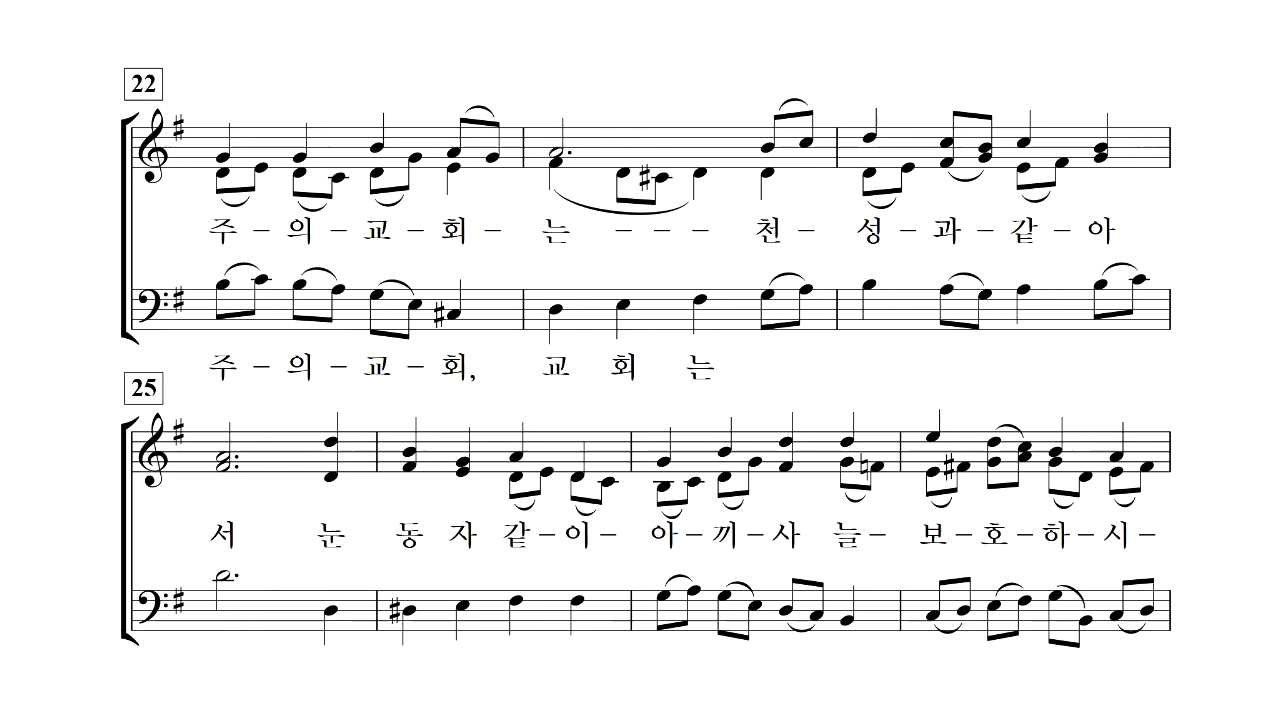 22
주 - 의 - 교 - 회 - 는 - - - 천 - 성 - 과 - 같 - 아
주 - 의 - 교 - 회, 교 회 는
25
서 눈 동 자 같 - 이 - 아 - 끼 - 사 늘 - 보 - 호 - 하 - 시 -